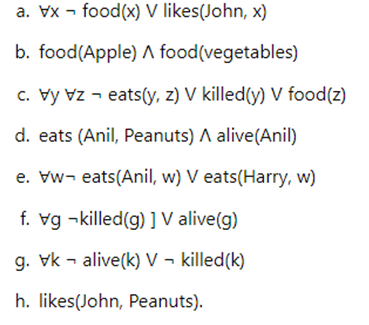 a. ∀x ¬ food(x) V likes(John, x)
b. food(Apple) Λ food(vegetables)
c. ∀y ∀z ¬ eats(y, z) V killed(y) V food(z)
d. eats (Anil, Peanuts) Λ alive(Anil)
e. ∀w¬ eats(Anil, w) V eats(Harry, w)
f. ∀g ¬killed(g) ] V alive(g)
g. ∀k ¬ alive(k) V ¬ killed(k)
h. likes(John, Peanuts).